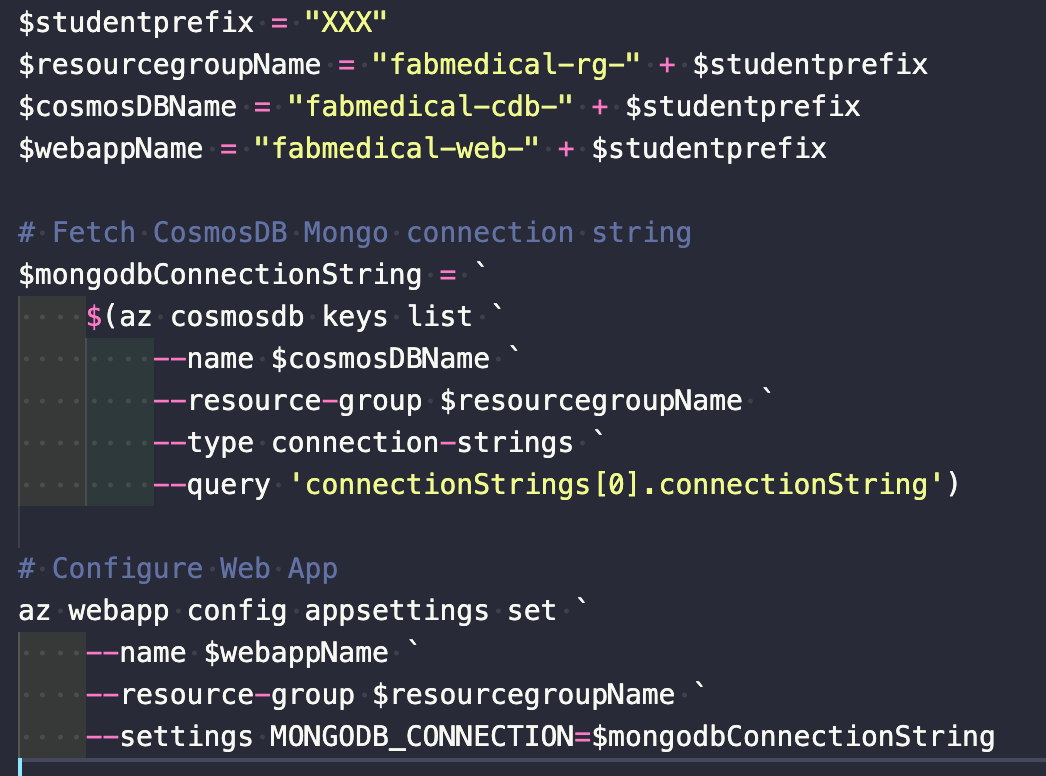 $studentprefix = "XXX"
$resourcegroupName = "fabmedical-rg-" + $studentprefix
$cosmosDBName = "fabmedical-cdb-" + $studentprefix
$webappName = "fabmedical-web-" + $studentprefix

# Fetch CosmosDB Mongo connection string
$mongodbConnectionString = `
    $(az cosmosdb keys list `
        --name $cosmosDBName `
        --resource-group $resourcegroupName `
        --type connection-strings `
        --query 'connectionStrings[0].connectionString')

# Configure Web App
az webapp config appsettings set `
    --name $webappName `
    --resource-group $resourcegroupName `
    --settings MONGODB_CONNECTION=$mongodbConnectionString